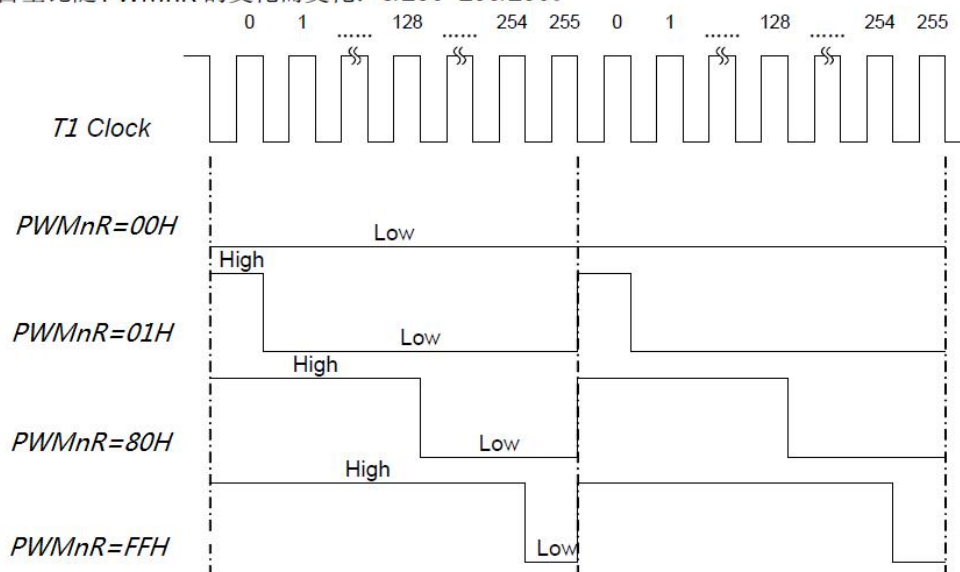 0 1 ...... 128 ...... 254 255 0 1 ...... 128 ...... 254 255
T1 Clock
PWMnR=00H
Low
High
PWMnR=01H
Low
High
PWMnR=80H
Low
High
PWMnR=FFH
Low